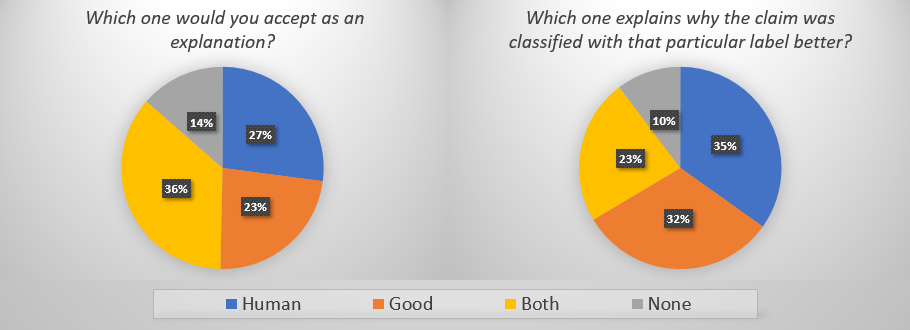 Which one would you accept as an
explanation?
27%
23%
36%
14%
Which one explains why the claim was
classified with that particular label better?
35%
32%
23%
10%
Human
Good
Both
None